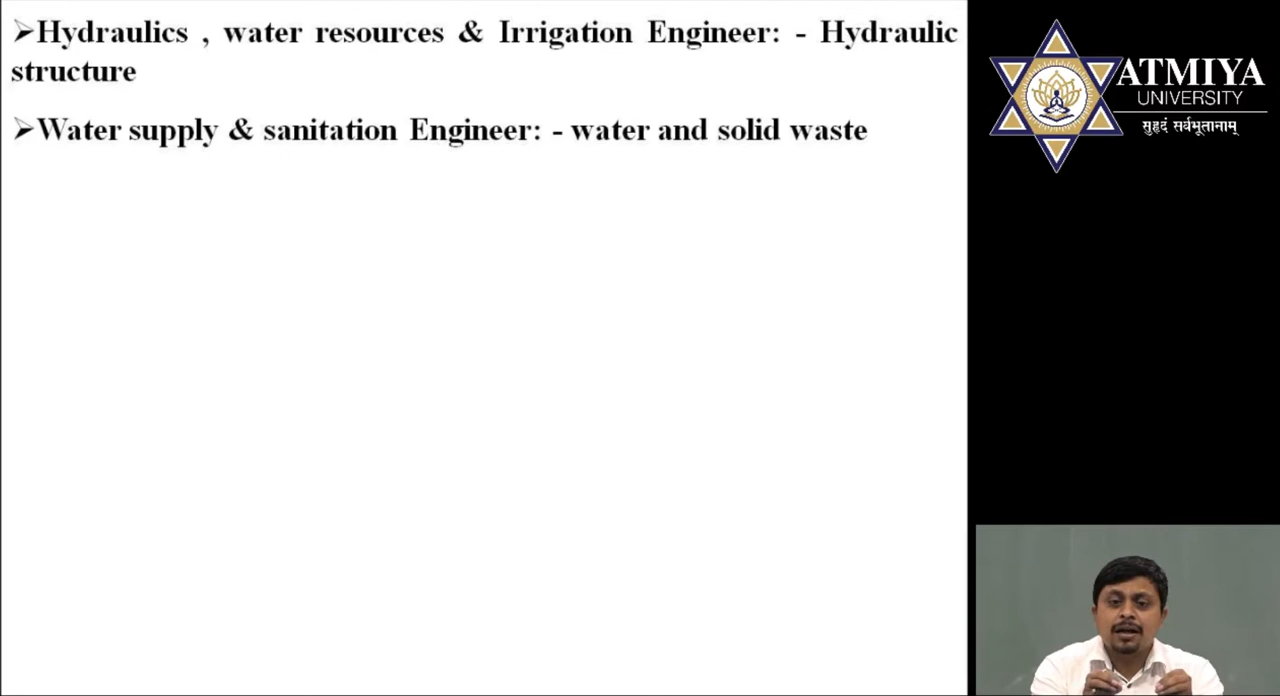 ➢Hydraulics , water resources & Irrigation Engineer: - Hydraulic
structure
➢Water supply & sanitation Engineer: - water and solid waste
ATMIYA
UNIVERSITY
सुहृदं सर्वभूतानाम्